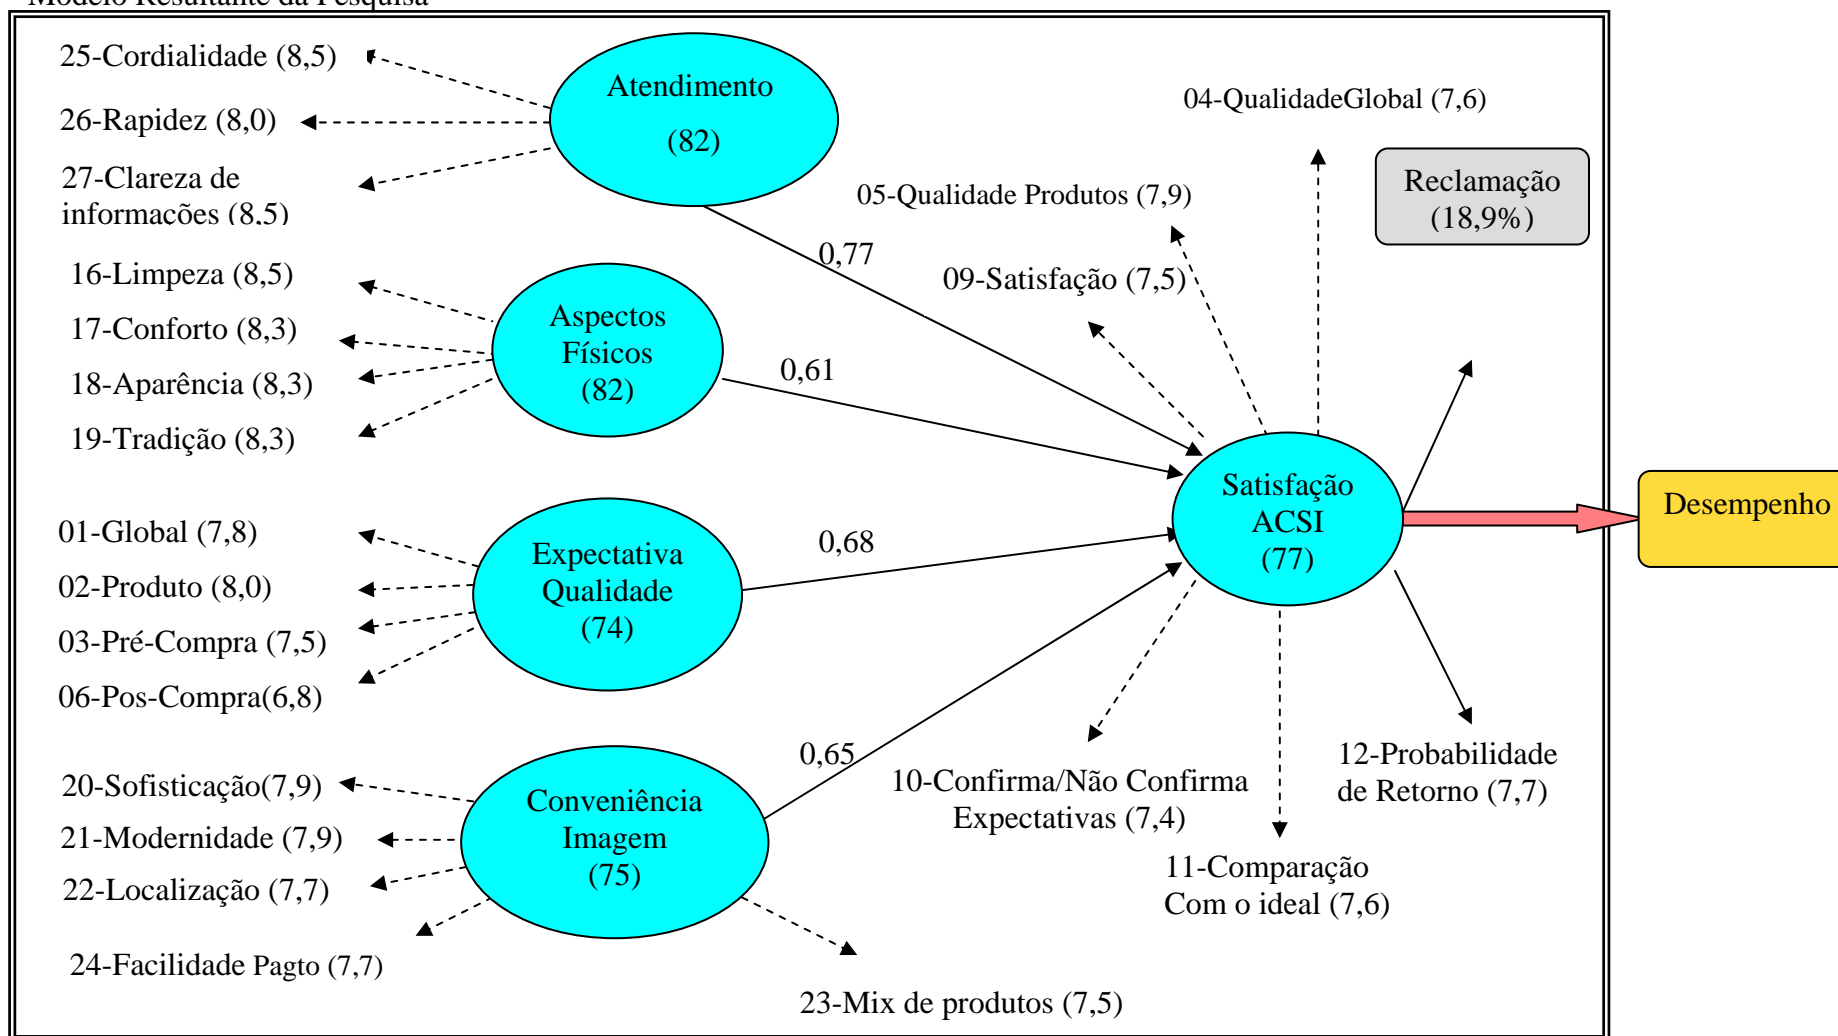 Modelo Resultante da Pesquisa
25-Cordialidade (8,5)
26-Rapidez (8,0)
27-Clareza de
informações (8,5)
Atendimento
(82)
04-QualidadeGlobal (7,6)
Reclamação
(18,9%)
05-Qualidade Produtos (7,9)
0,77
09-Satisfação (7,5)
16-Limpeza (8,5)
17-Conforto (8,3)
18-Aparência (8,3)
19-Tradição (8,3)
Aspectos
Físicos
(82)
0,61
Satisfação
ACSI
(77)
Desempenho
01-Global (7,8)
02-Produto (8,0)
03-Pré-Compra (7,5)
06-Pos-Compra(6,8)
Expectativa
Qualidade
(74)
0,68
0,65
20-Sofisticação(7,9)
21-Modernidade (7,9)
22-Localização (7,7)
24-Facilidade Pagto (7,7)
Conveniência
Imagem
(75)
23-Mix de produtos (7,5)
10-Confirma/Não Confirma
Expectativas (7,4)
11-Comparação
Com o ideal (7,6)
12-Probabilidade
de Retorno (7,7)